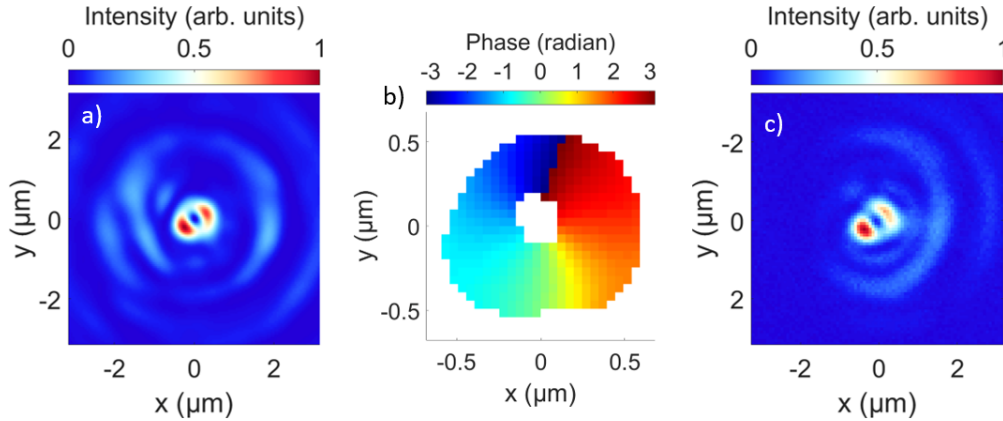 Intensity (arb. units)
0 0.5 1
a)
2
0
-2
y (µm)
-2 0 2
x (µm)
Phase (radian)
-3 -2 -1 0 1 2 3
b)
0.5
0
-0.5
y (µm)
-0.5 0 0.5
x (µm)
Intensity (arb. units)
0 0.5 1
c)
-2
0
2
y (µm)
-2 0 2
x (µm)